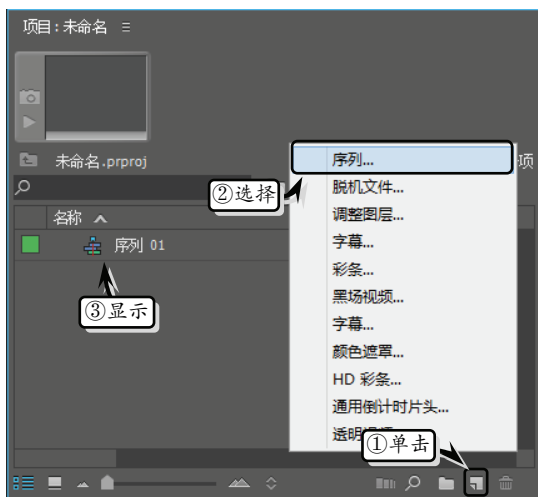 项目:未命名
未命名.prproj
项
名称
序列 01
序列...
脱机文件...
调整图层...
字幕...
彩条...
黑场视频...
字幕...
颜色遮罩...
HD 彩条...
通用倒计时片头...
透明
①单击
②选择
③显示